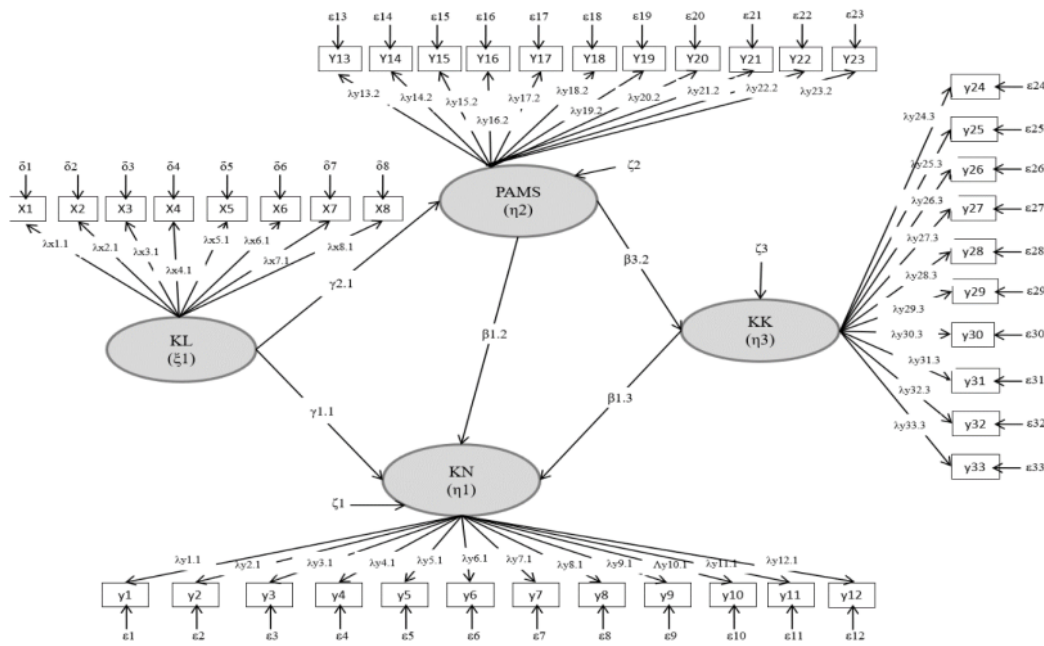 ε13 ε14 ε15 ε16 ε17 ε18 ε19 ε20 ε21 ε22 ε23
Y13 Y14 Y15 Y16 Y17 Y18 Y19 Y20 Y21 Y22 Y23
λy13.2 λy14.2 λy15.2 λy16.2 λy17.2 λy18.2 λy19.2 λy20.2 λy21.2 λy22.2 λy23.2
δ1 δ2 δ3 δ4 δ5 δ6 δ7 δ8
X1 X2 X3 X4 X5 X6 X7 X8
λx1.1 λx2.1 λx3.1 λx4.1 λx5.1 λx6.1 λx7.1 λx8.1
PAMS
(η2)
ζ2
γ2.1
β3.2
β1.2
KL
(ξ1)
ζ3
KK
(η3)
γ1.1
β1.3
λy24.3 y24 ε24
λy25.3 y25 ε25
λy26.3 y26 ε26
λy27.3 y27 ε27
λy28.3 y28 ε28
λy29.3 y29 ε29
λy30.3 y30 ε30
λy31.3 y31 ε31
λy32.3 y32 ε32
λy33.3 y33 ε33
KN
(η1)
ζ1
λy1.1 λy2.1 λy3.1 λy4.1 λy5.1 λy6.1 λy7.1 λy8.1 λy9.1 Λy10.1 λy11.1 λy12.1
y1 y2 y3 y4 y5 y6 y7 y8 y9 y10 y11 y12
ε1 ε2 ε3 ε4 ε5 ε6 ε7 ε8 ε9 ε10 ε11 ε12